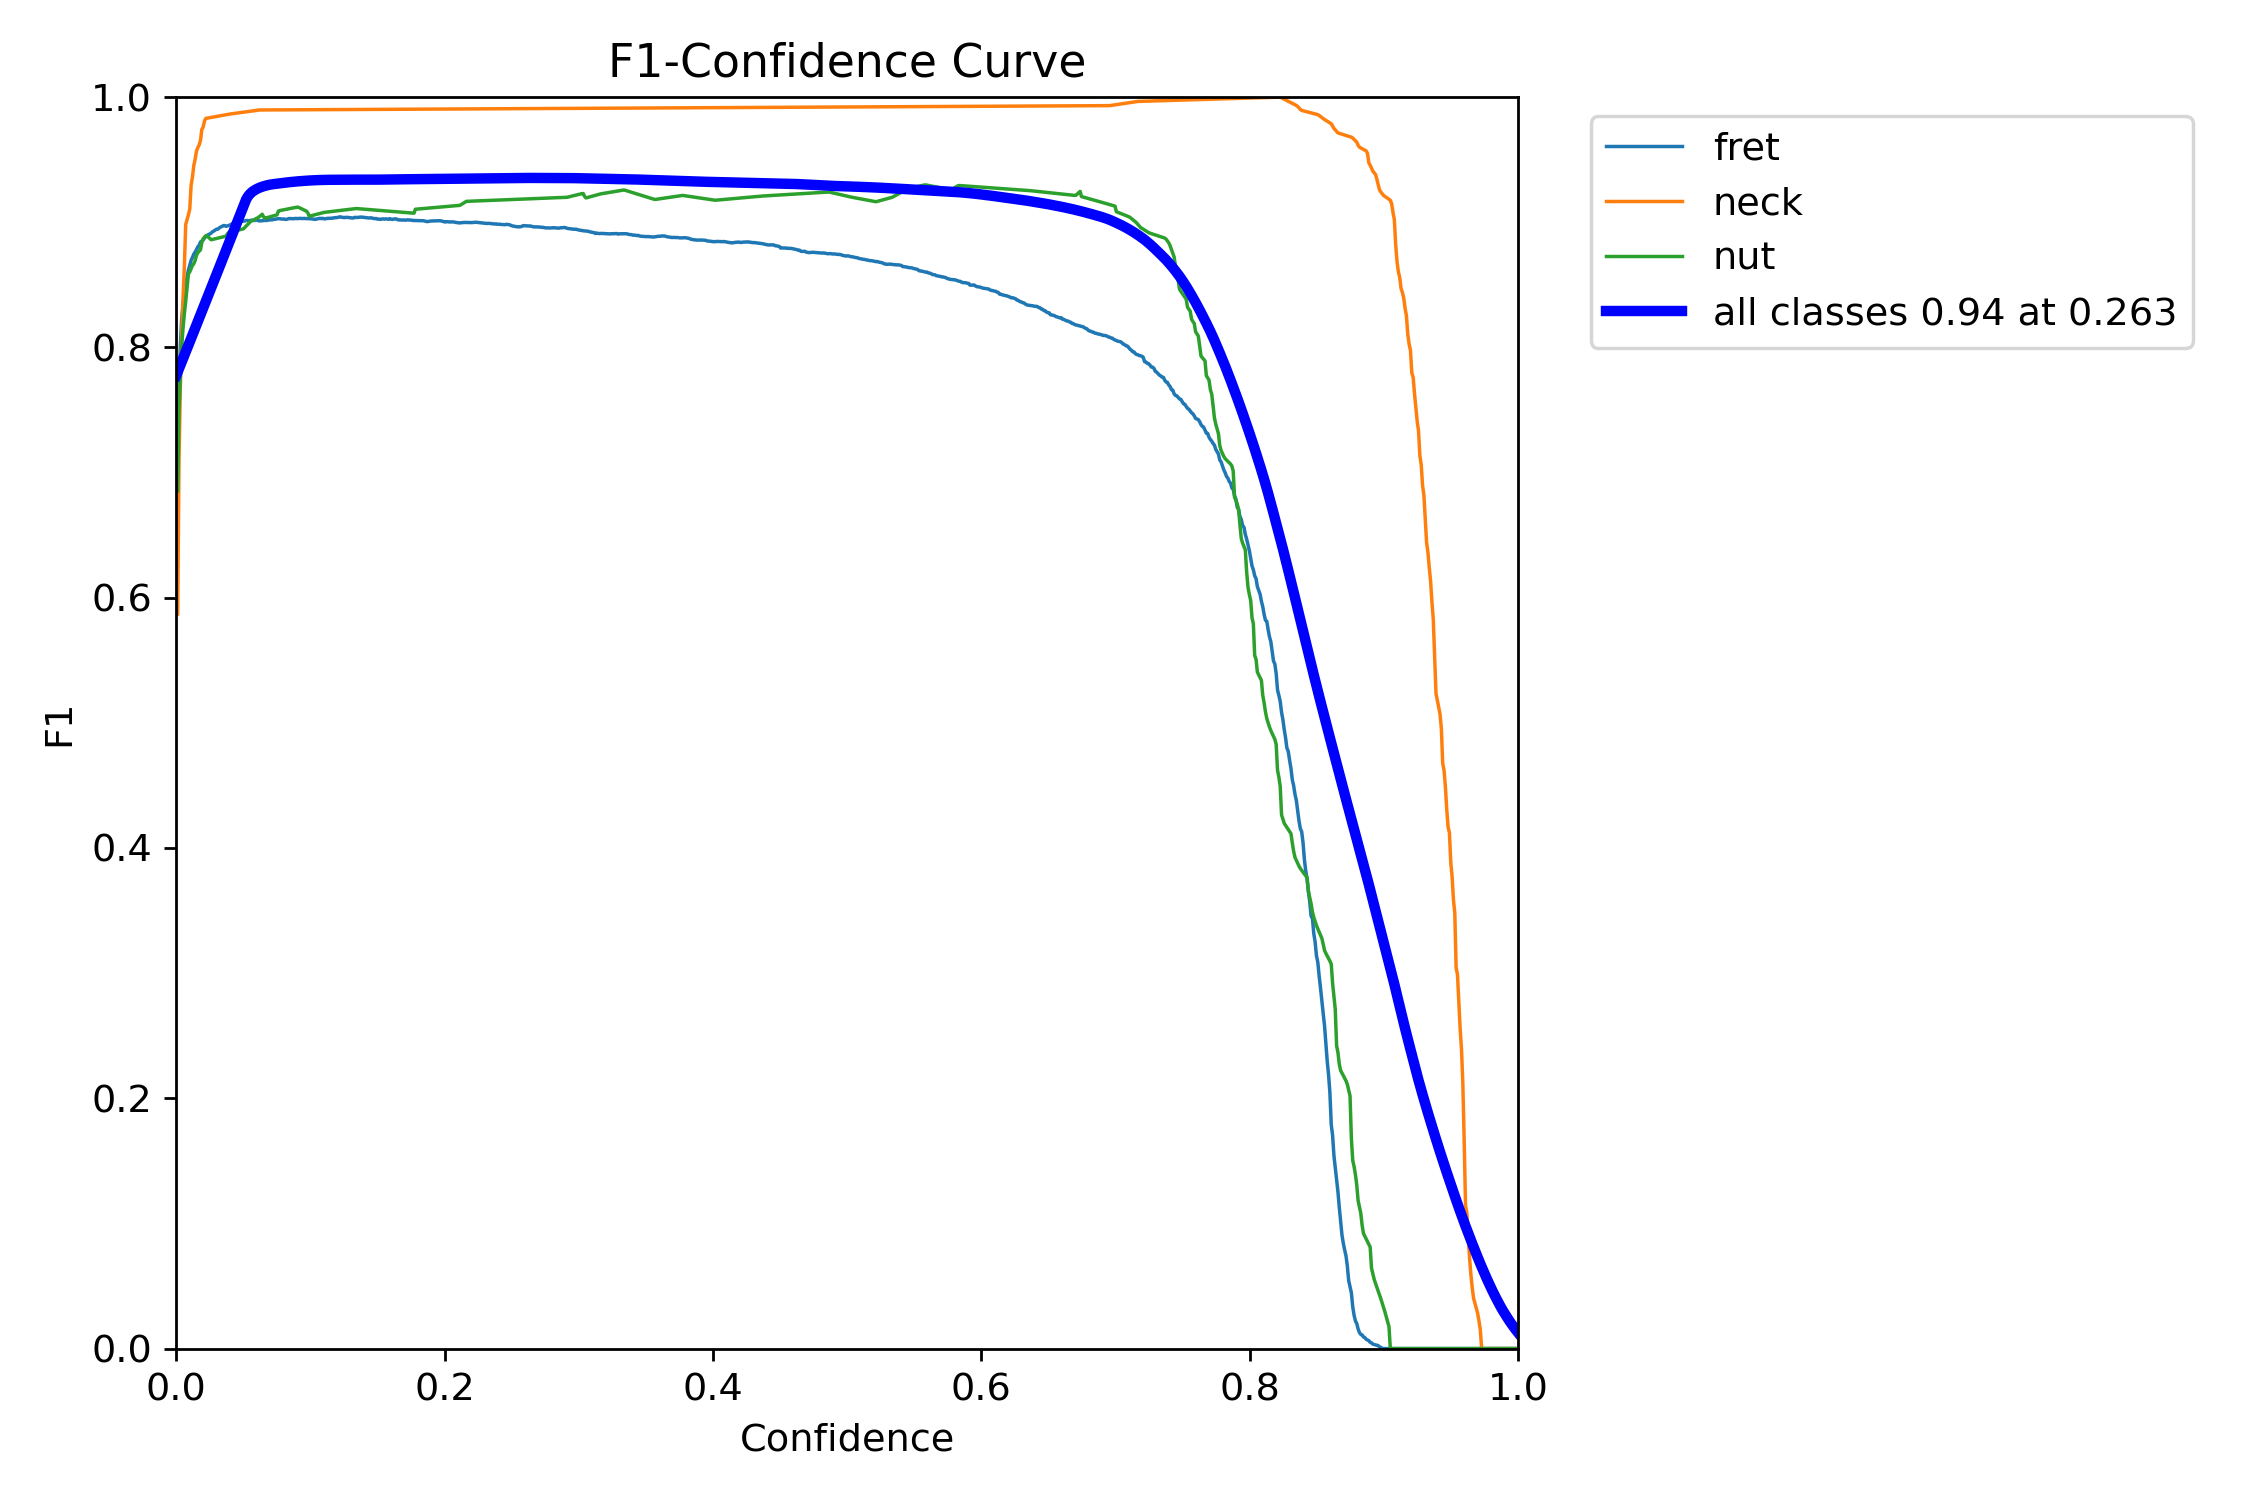 F1-Confidence Curve
1.0
0.8
0.6
0.4
0.2
0.0
F1
0.0 0.2 0.4 0.6 0.8 1.0
Confidence
fret
neck
nut
all classes 0.94 at 0.263